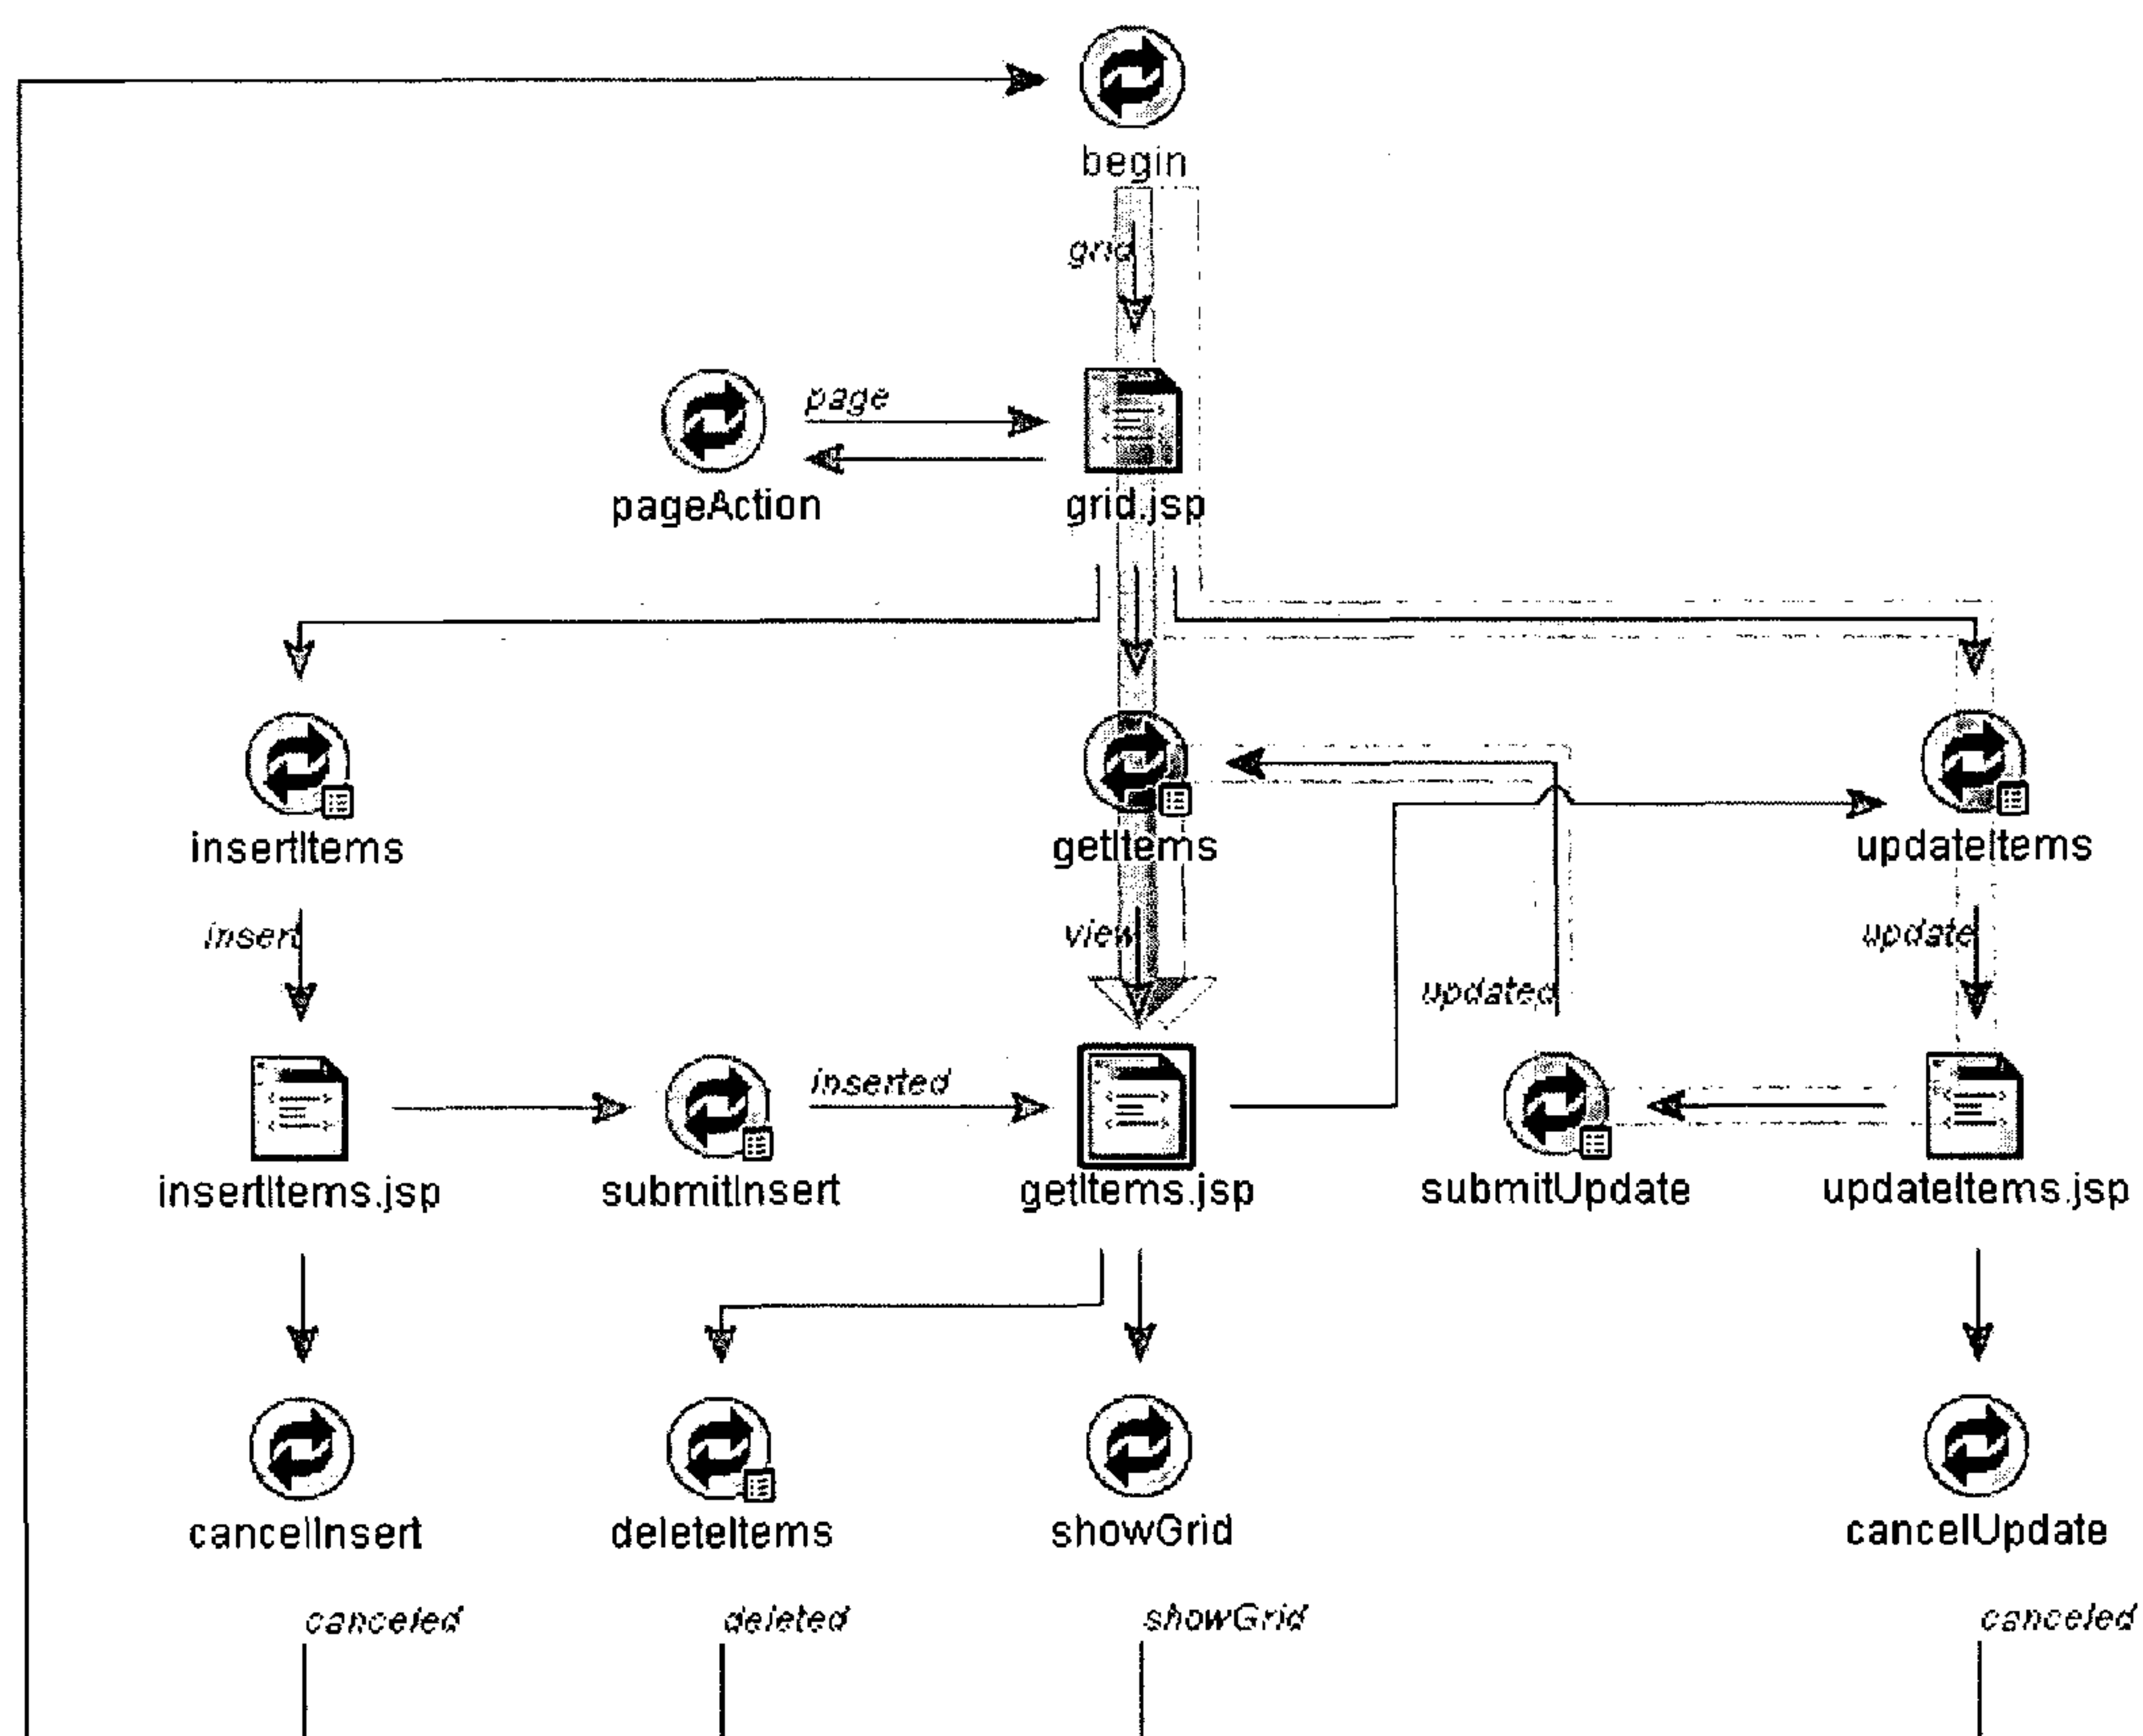 begin
grid
page
pageAction
grid.jsp
insertItems
getItems
updateItems
insert
view
update
updated
inserted
insertItems.jsp
submitInsert
getItems.jsp
submitUpdate
updateItems.jsp
cancelInsert
deleteItems
showGrid
cancelUpdate
canceled
deleted
showGrid
canceled